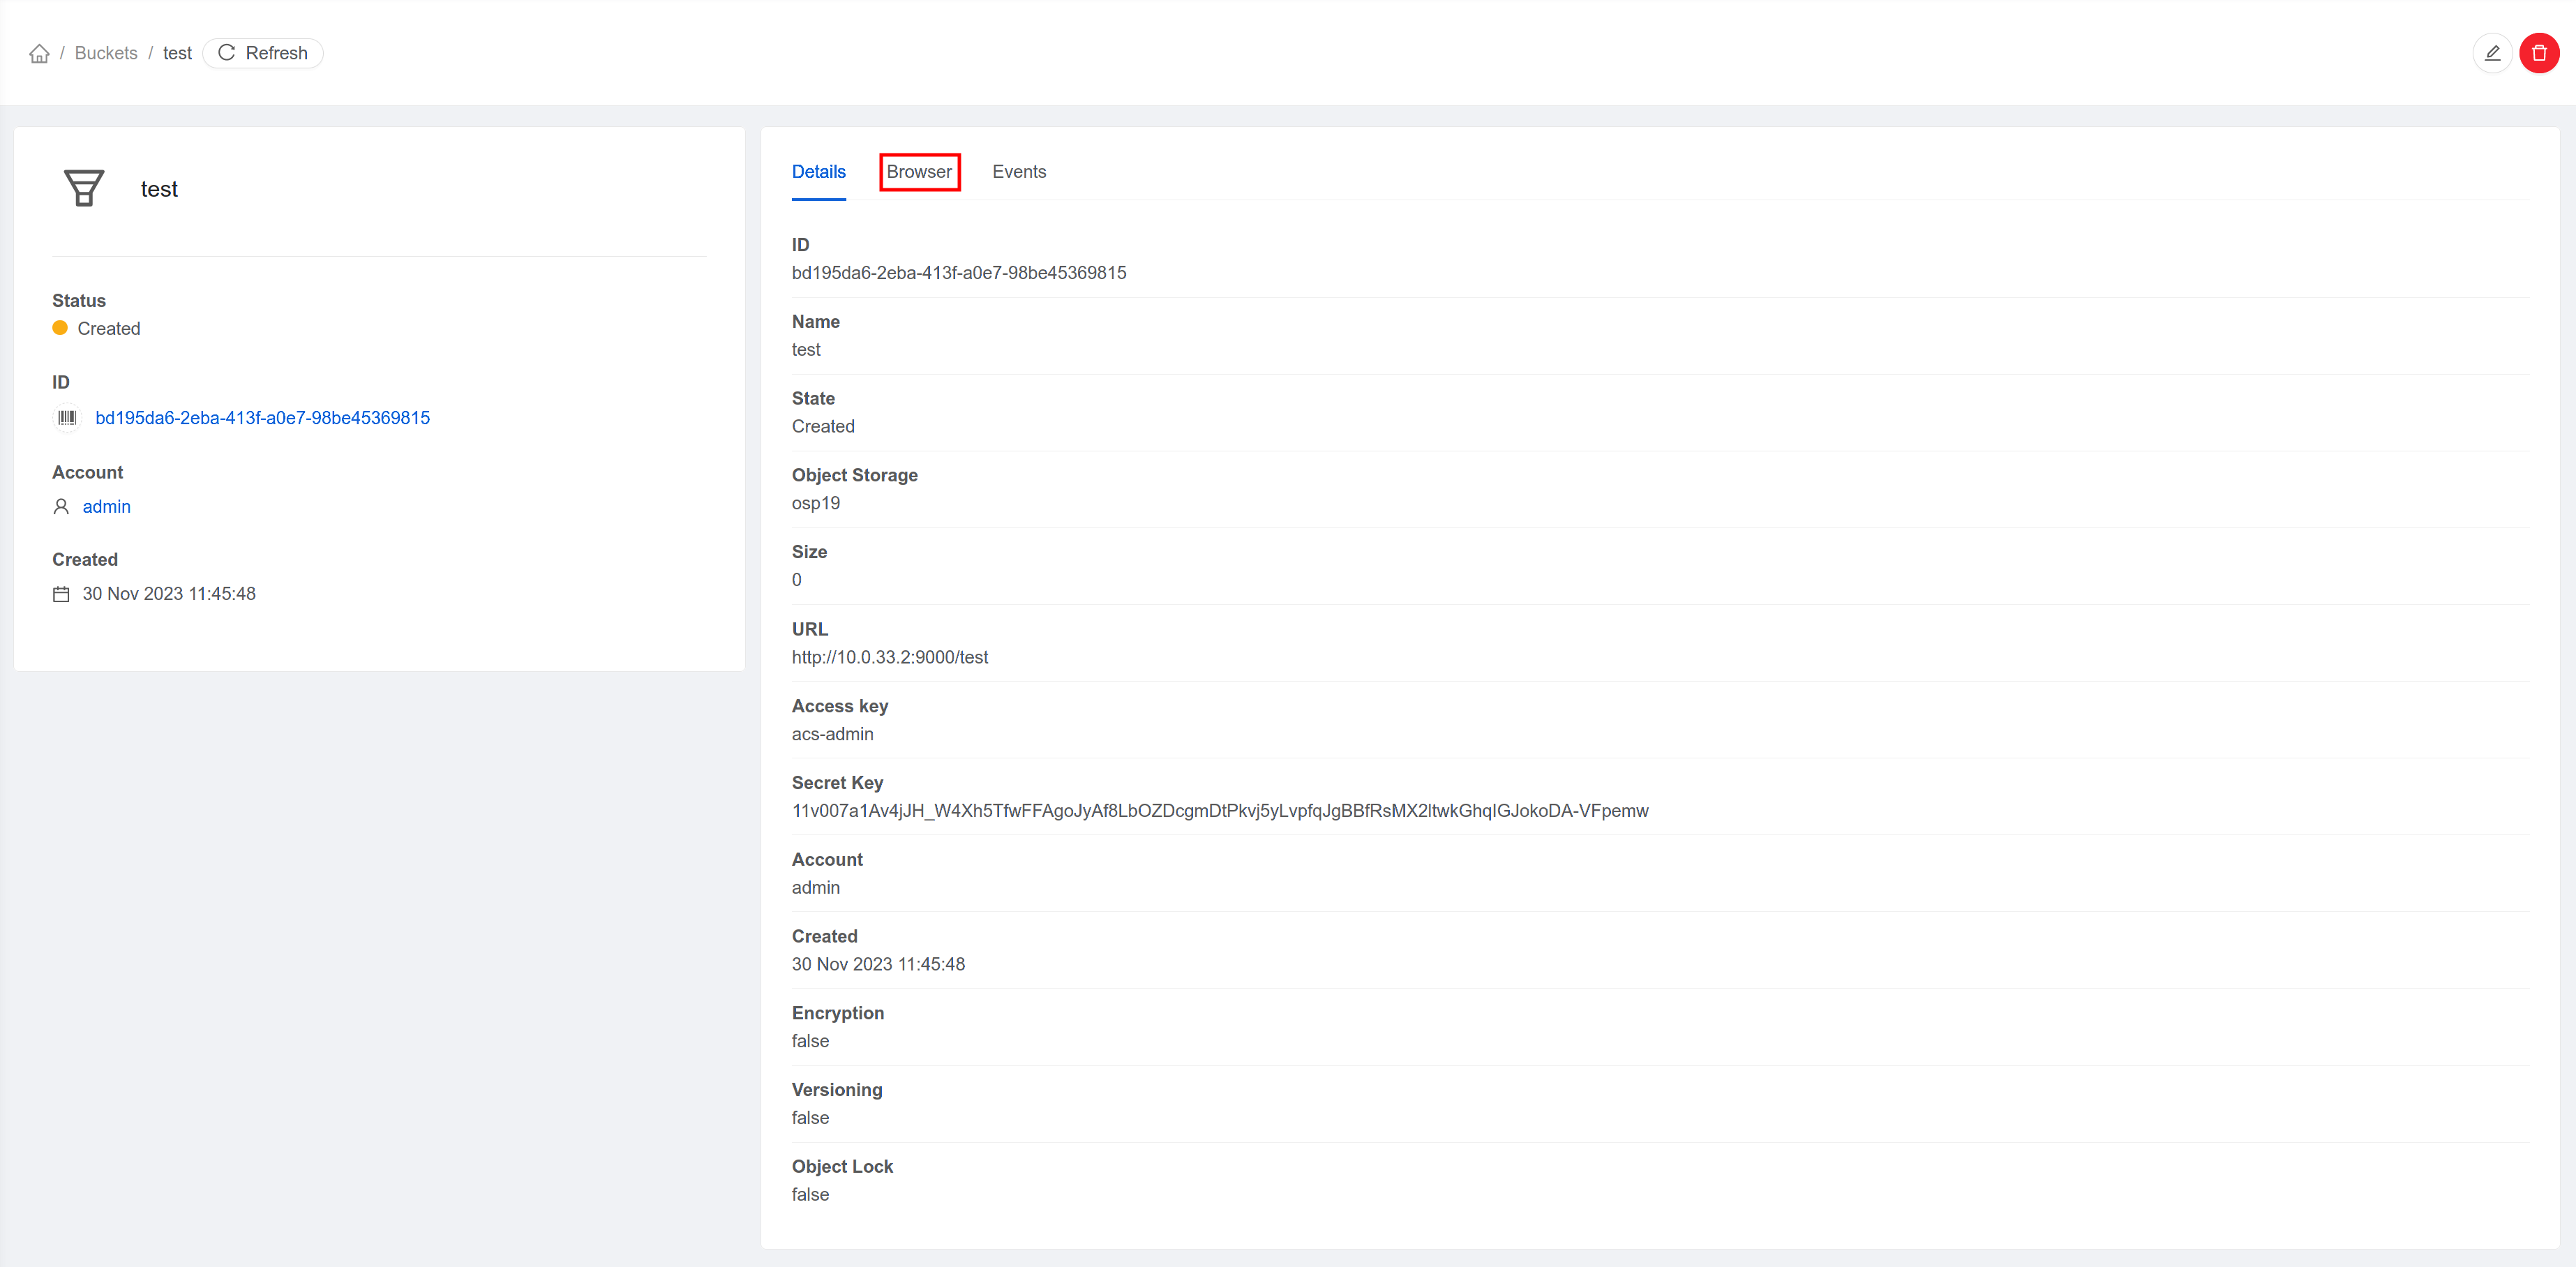 / Buckets / test Refresh
test
Status
Created
ID
bd195da6-2eba-413f-a0e7-98be45369815
Account
admin
Created
30 Nov 2023 11:45:48
Details Browser Events
ID
bd195da6-2eba-413f-a0e7-98be45369815
Name
test
State
Created
Object Storage
osp19
Size
0
URL
http://10.0.33.2:9000/test
Access key
acs-admin
Secret Key
11v007a1Av4jJH_W4Xh5TfwFFAgoJyAf8LbOZDcgmDtPkvj5yLvpfqJgBBfRsMX2ltwkGhqIGJokoDA-VFpemw
Account
admin
Created
30 Nov 2023 11:45:48
Encryption
false
Versioning
false
Object Lock
false